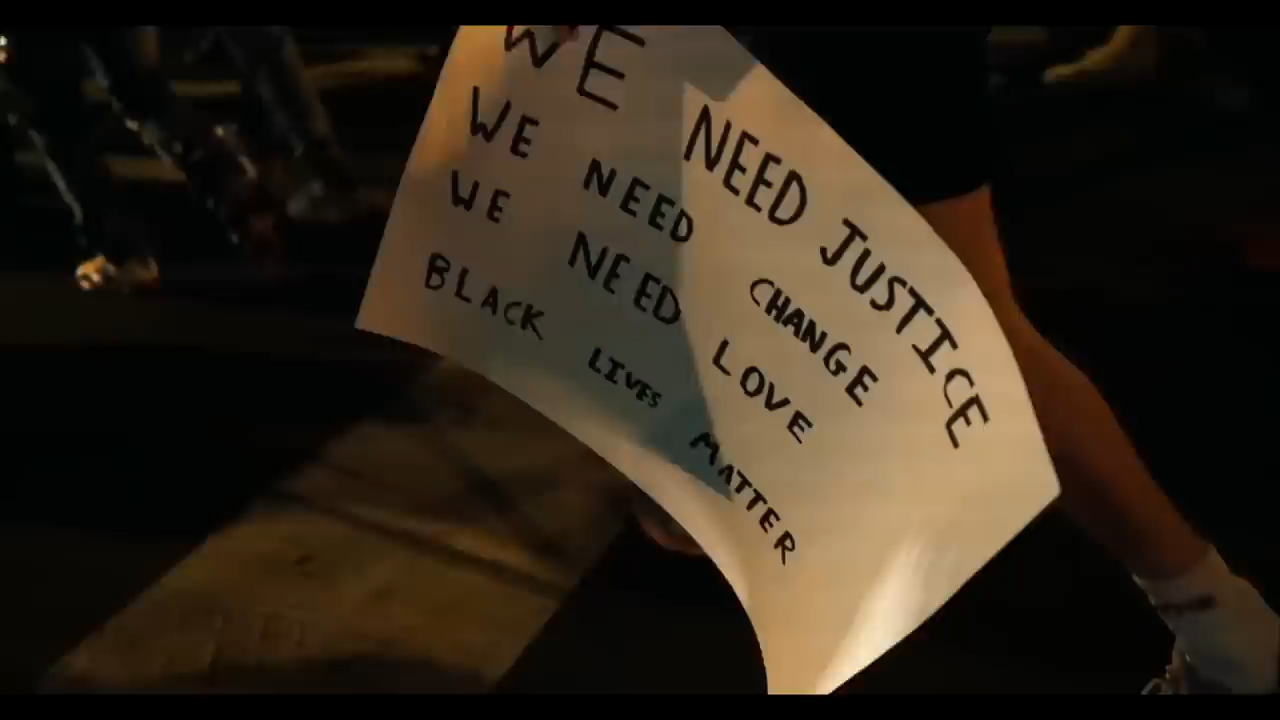 WE NEED JUSTICE
WE NEED CHANGE
WE NEED LOVE
BLACK LIVES MATTER